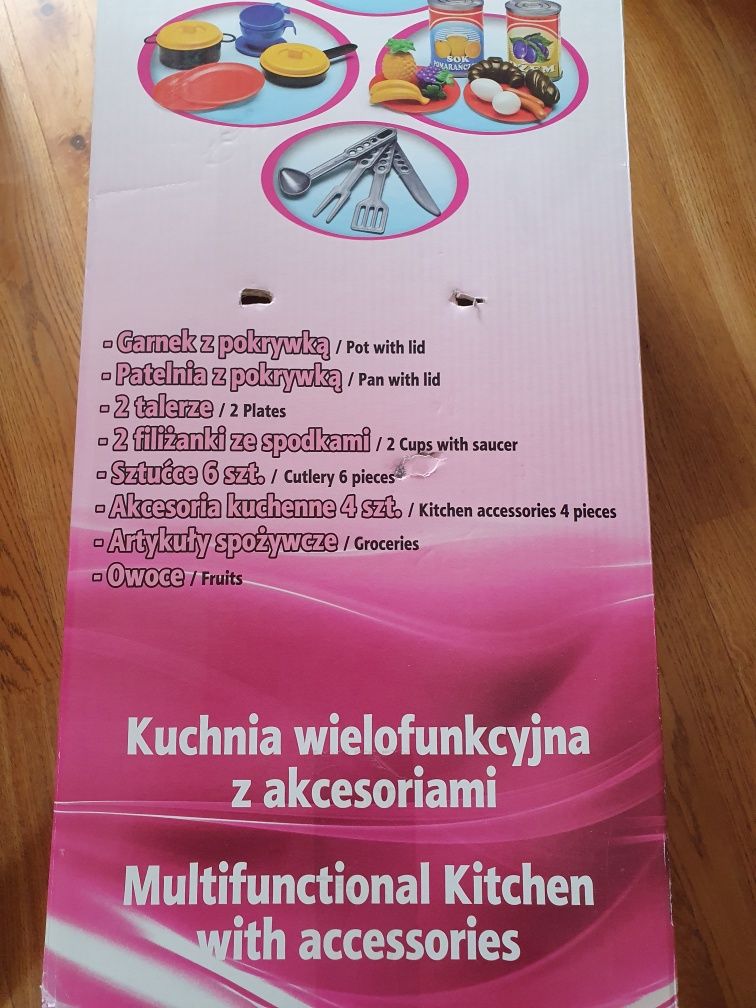 SOK
POMARAŃCZ
- Garnek z pokrywką / Pot with lid
- Patelnia z pokrywką / Pan with lid
- 2 talerze / 2 Plates
- 2 filiżanki ze spodkami / 2 Cups with saucer
- Sztućce 6 szt. / Cutlery 6 pieces
- Akcesoria kuchenne 4 szt. / Kitchen accessories 4 pieces
- Artykuły spożywcze / Groceries
- Owoce / Fruits
Kuchnia wielofunkcyjna
z akcesoriami
Multifunctional Kitchen
with accessories